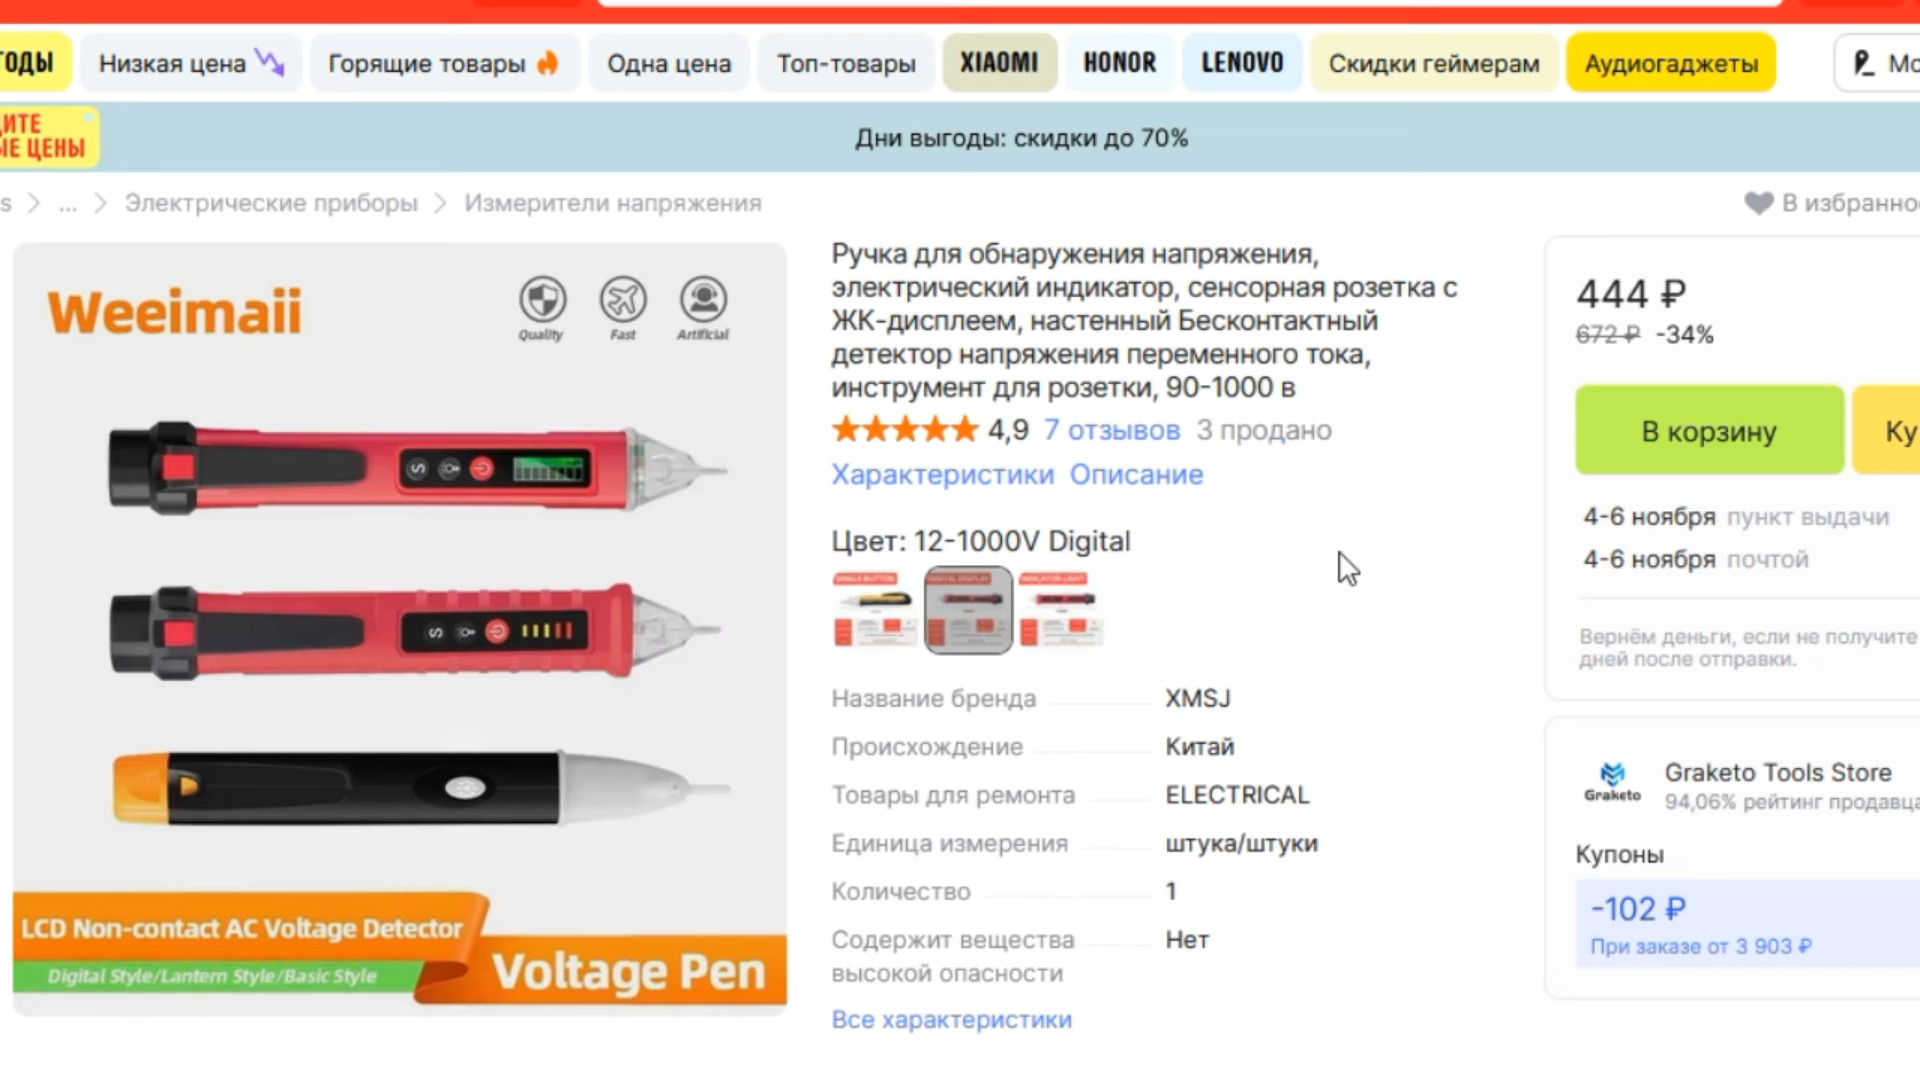 ГОДЫ
Низкая цена
Горящие товары
Одна цена
Топ-товары
XIAOMI
HONOR
LENOVO
Скидки геймерам
Аудиогаджеты
ИТЕ
ЫЕ ЦЕНЫ
Дни выгоды: скидки до 70%
s > ... > Электрические приборы > Измерители напряжения
В избранно
Weeimaii
Quality
Fast
Artificial
LCD Non-contact AC Voltage Detector
Digital Style/Lantern Style/Basic Style
Voltage Pen
Ручка для обнаружения напряжения,
электрический индикатор, сенсорная розетка с
ЖК-дисплеем, настенный Бесконтактный
детектор напряжения переменного тока,
инструмент для розетки, 90-1000 в
4,9 7 отзывов 3 продано
Характеристики Описание
Цвет: 12-1000V Digital
Название бренда XMSJ
Происхождение Китай
Товары для ремонта ELECTRICAL
Единица измерения штука/штуки
Количество 1
Содержит вещества Нет
высокой опасности
Все характеристики
444 ₽
672 ₽ -34%
В корзину
Ку
4-6 ноября пункт выдачи
4-6 ноября почтой
Вернём деньги, если не получите
дней после отправки.
Graketo
Graketo Tools Store
94,06% рейтинг продавца
Купоны
-102 ₽
При заказе от 3 903 ₽